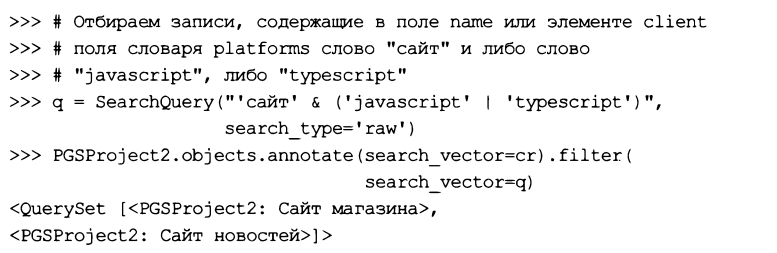 >>> # Отбираем записи, содержащие в поле name или элементе client
>>> # поля словаря platforms слово "сайт" и либо слово
>>> # "javascript", либо "typescript"
>>> q = SearchQuery("'сайт' & ('javascript' | 'typescript')",
search_type='raw')
>>> PGSProject2.objects.annotate(search_vector=cr).filter(
search_vector=q)
<QuerySet [<PGSProject2: Сайт магазина>,
<PGSProject2: Сайт новостей>]>